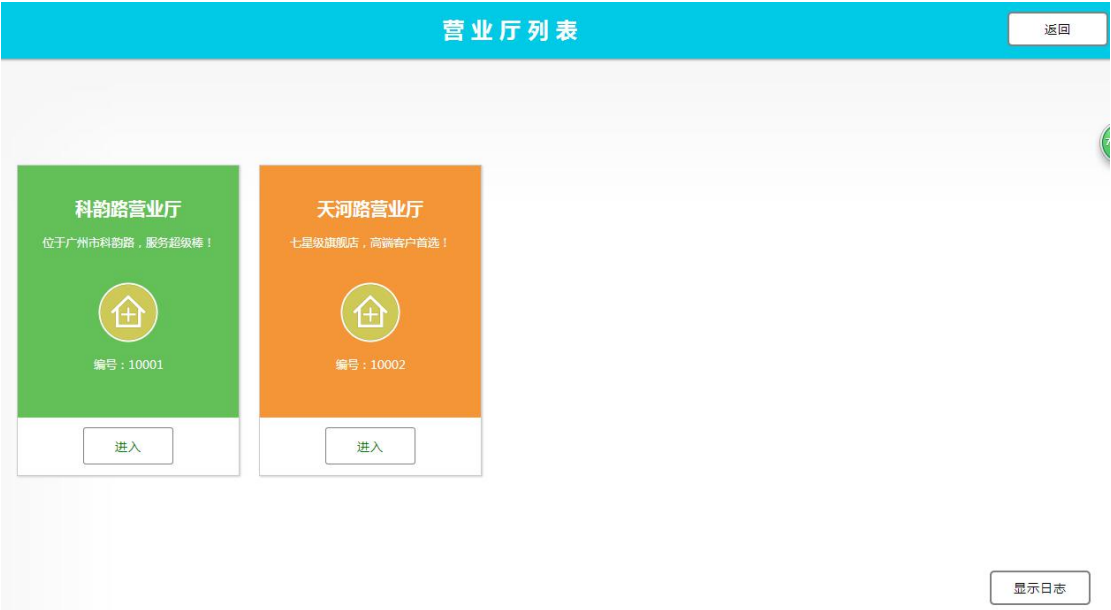 营业厅列表
返回
科韵路营业厅
位于广州市科韵路，服务超级棒！
编号：10001
进入
天河路营业厅
七星级旗舰店，高端客户首选！
编号：10002
进入
显示日志